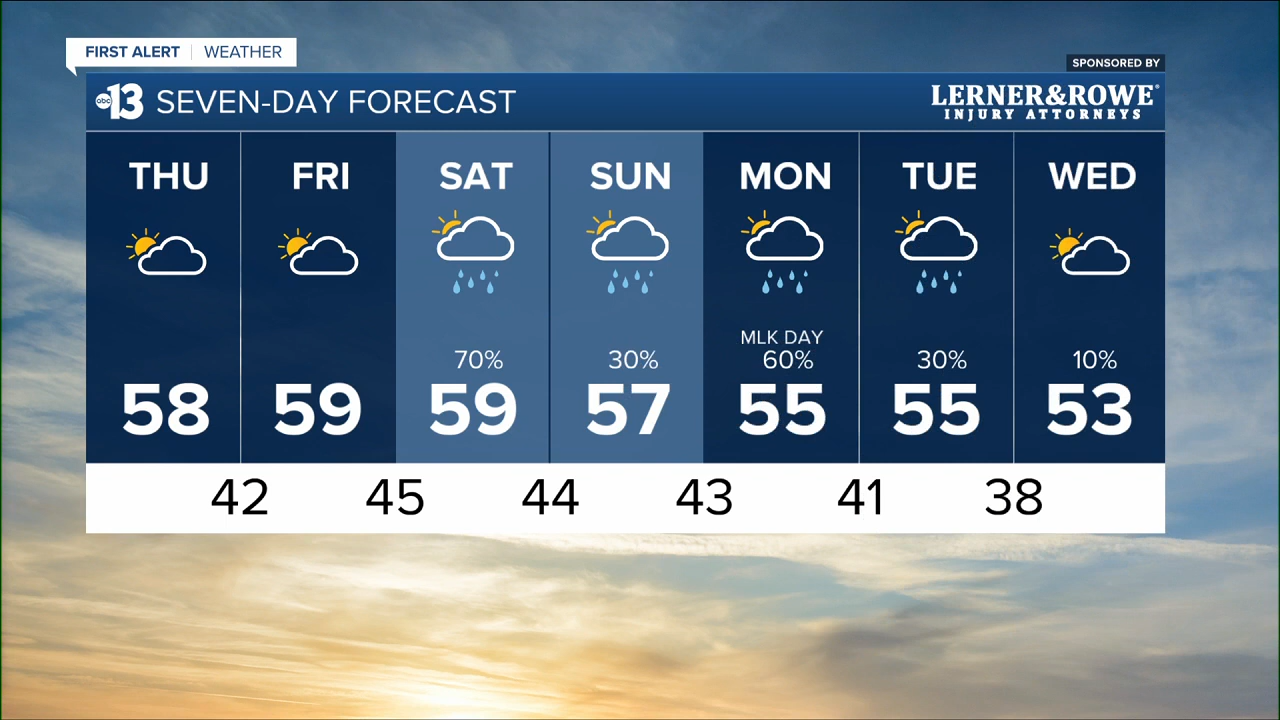 FIRST ALERT WEATHER
SPONSORED BY
abc 13 SEVEN-DAY FORECAST
LERNER&ROWE®
INJURY ATTORNEYS
THU FRI SAT SUN MON TUE WED
MLK DAY
70% 30% 60% 30% 10%
58 59 59 57 55 55 53
42 45 44 43 41 38